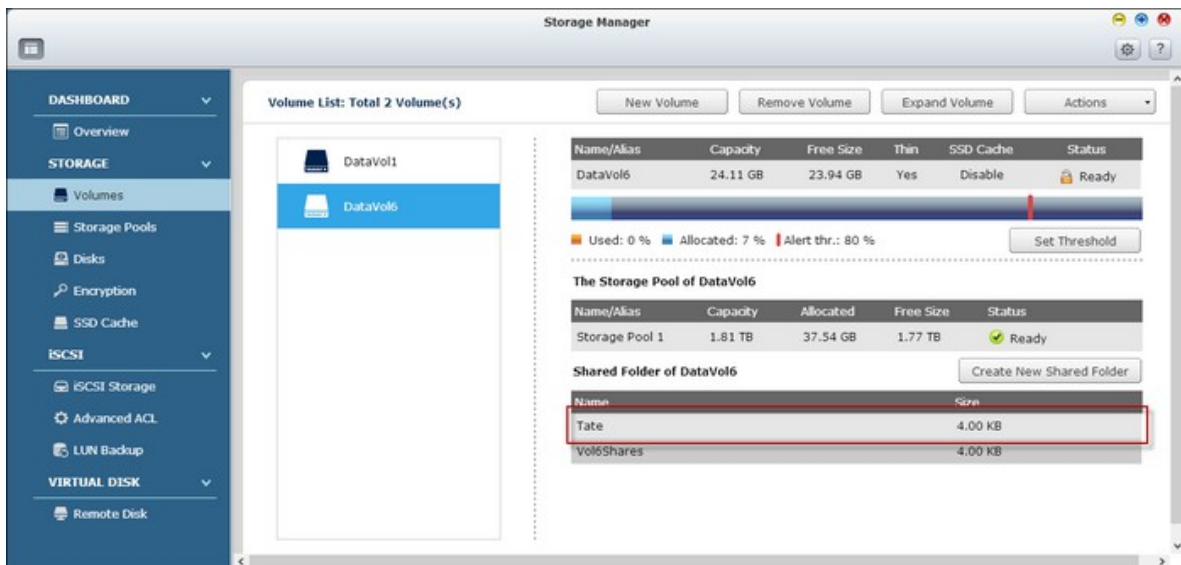 Storage Manager
?
DASHBOARD
Overview
STORAGE
Volumes
Storage Pools
Disks
Encryption
SSD Cache
iSCSI
iSCSI Storage
Advanced ACL
LUN Backup
VIRTUAL DISK
Remote Disk
Volume List: Total 2 Volume(s)
New Volume Remove Volume Expand Volume Actions
DataVol1
DataVol6
Name/Alias Capacity Free Size Thin SSD Cache Status
DataVol6 24.11 GB 23.94 GB Yes Disable Ready
Used: 0 % Allocated: 7 % Alert thr.: 80 %
Set Threshold
The Storage Pool of DataVol6
Name/Alias Capacity Allocated Free Size Status
Storage Pool 1 1.81 TB 37.54 GB 1.77 TB Ready
Shared Folder of DataVol6
Create New Shared Folder
Name Size
Tate 4.00 KB
Vol6Shares 4.00 KB